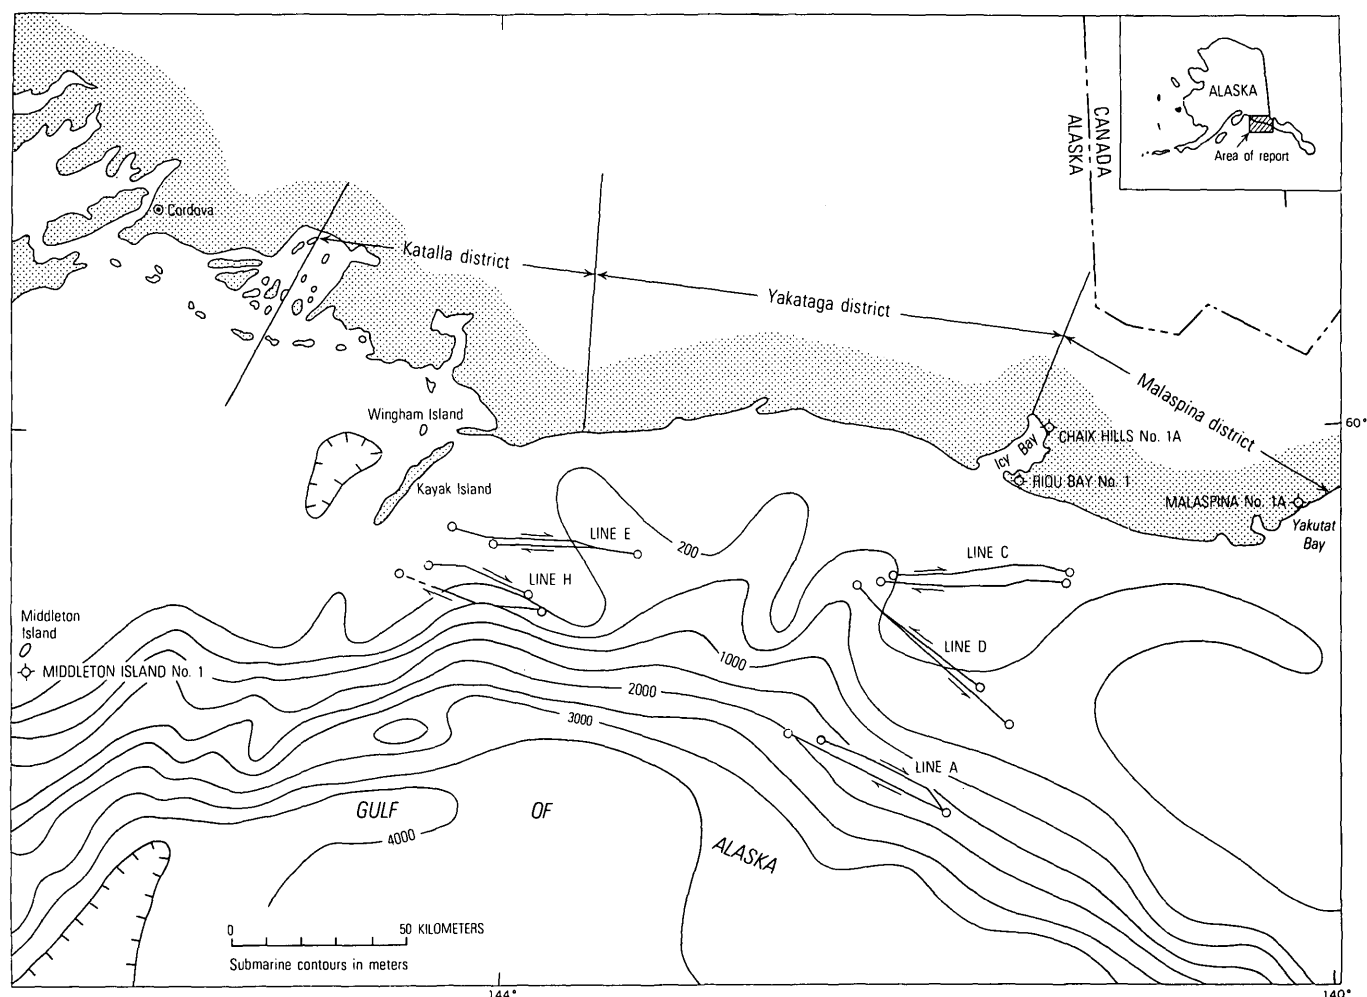 CANADA
ALASKA
ALASKA
Area of report
Cordova
Katalla district
Yakataga district
Malaspina district
60°
Wingham Island
CHAIX HILLS No. 1A
Icy Bay
RIOU BAY No. 1
Kayak Island
MALASPINA No. 1A
Yakutat
Bay
LINE E
200
LINE C
LINE H
Middleton
Island
LINE D
1000
MIDDLETON ISLAND No. 1
2000
3000
LINE A
GULF OF ALASKA
4000
0 50 KILOMETERS
Submarine contours in meters
144°
140°